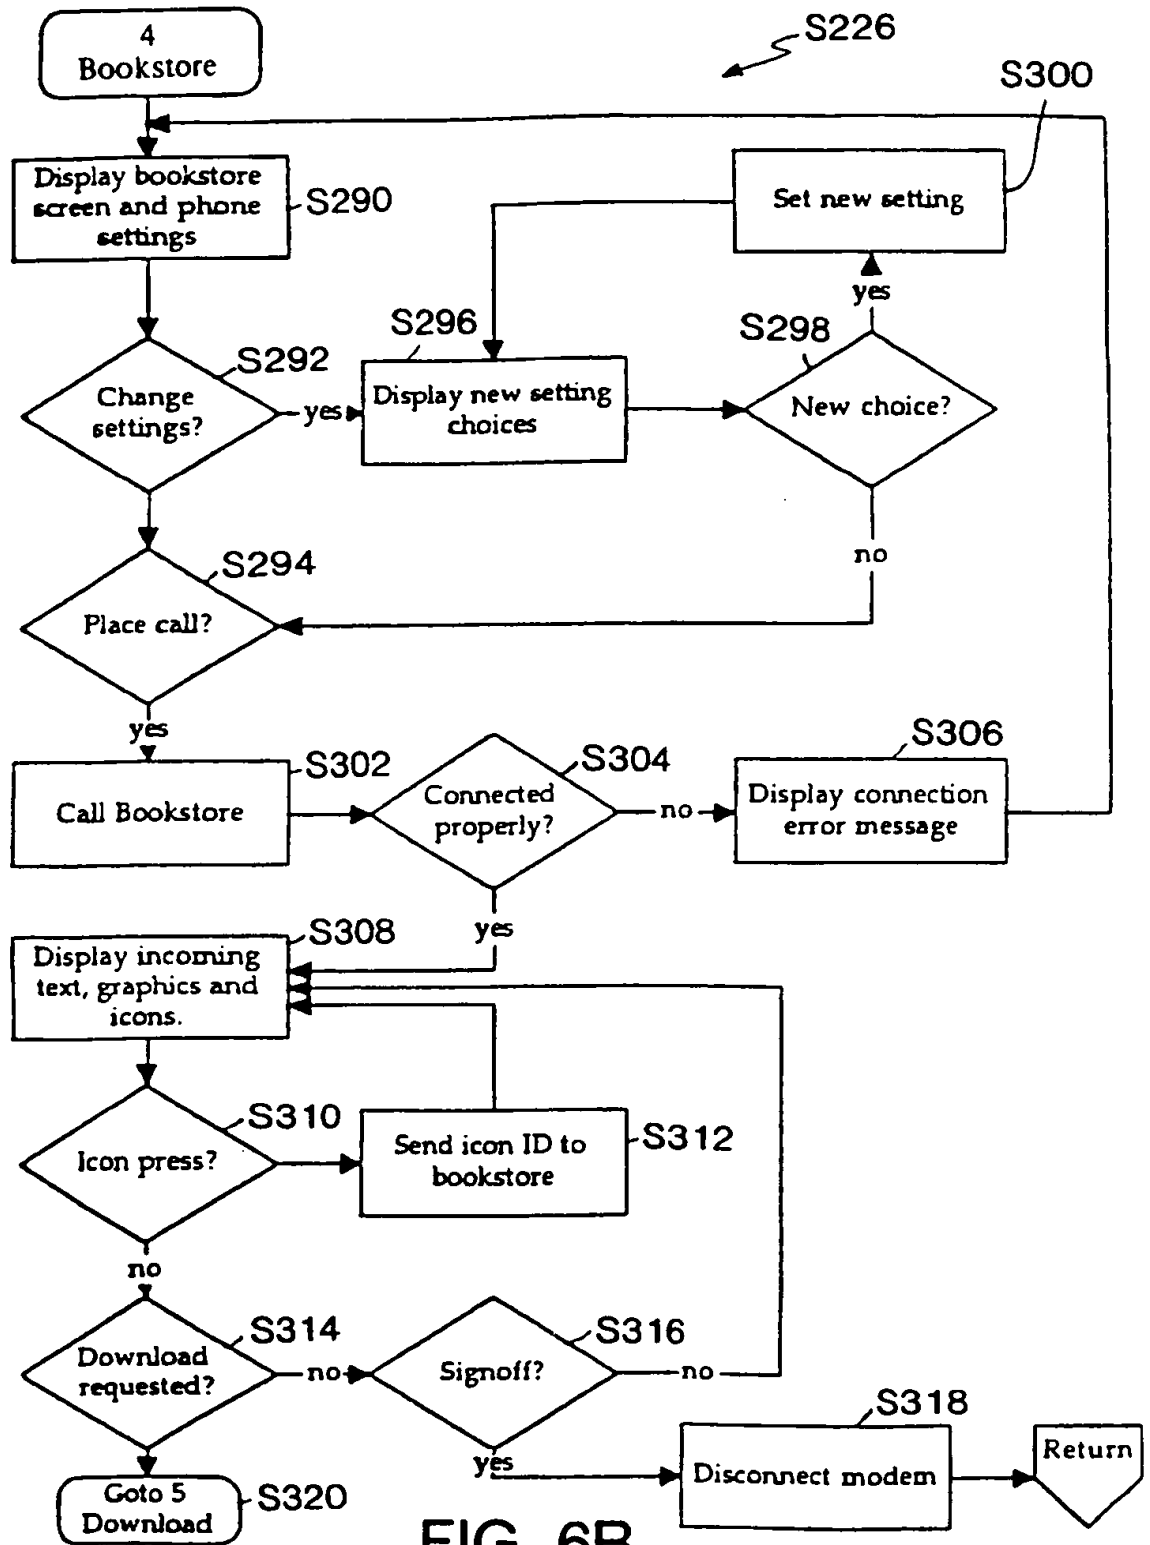 4
Bookstore
S226
S300
Display bookstore
screen and phone
settings
S290
Set new setting
yes
S296
S298
S292
Change
settings?
yes
Display new setting
choices
New choice?
no
S294
Place call?
yes
S302
Call Bookstore
S304
Connected
properly?
no
S306
Display connection
error message
yes
S308
Display incoming
text, graphics and
icons.
S310
Icon press?
Send icon ID to
bookstore
S312
no
S314
Download
requested?
no
S316
Signoff?
no
yes
S318
Disconnect modem
Return
Goto 5
Download
S320
FIG. 6B